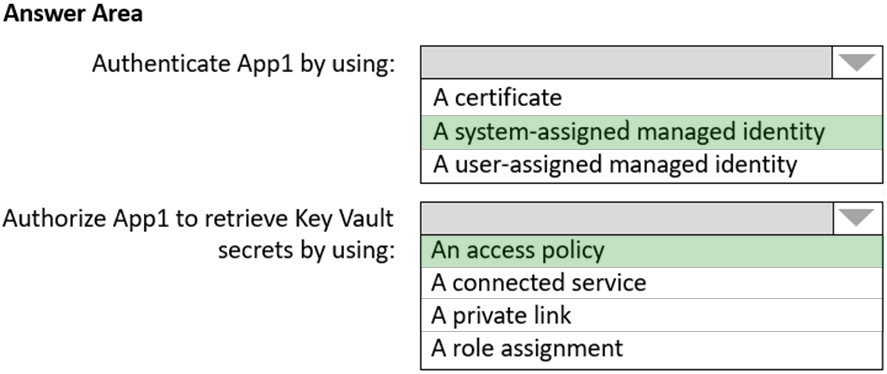 Answer Area
Authenticate App1 by using:
A certificate
A system-assigned managed identity
A user-assigned managed identity
Authorize App1 to retrieve Key Vault
secrets by using:
An access policy
A connected service
A private link
A role assignment